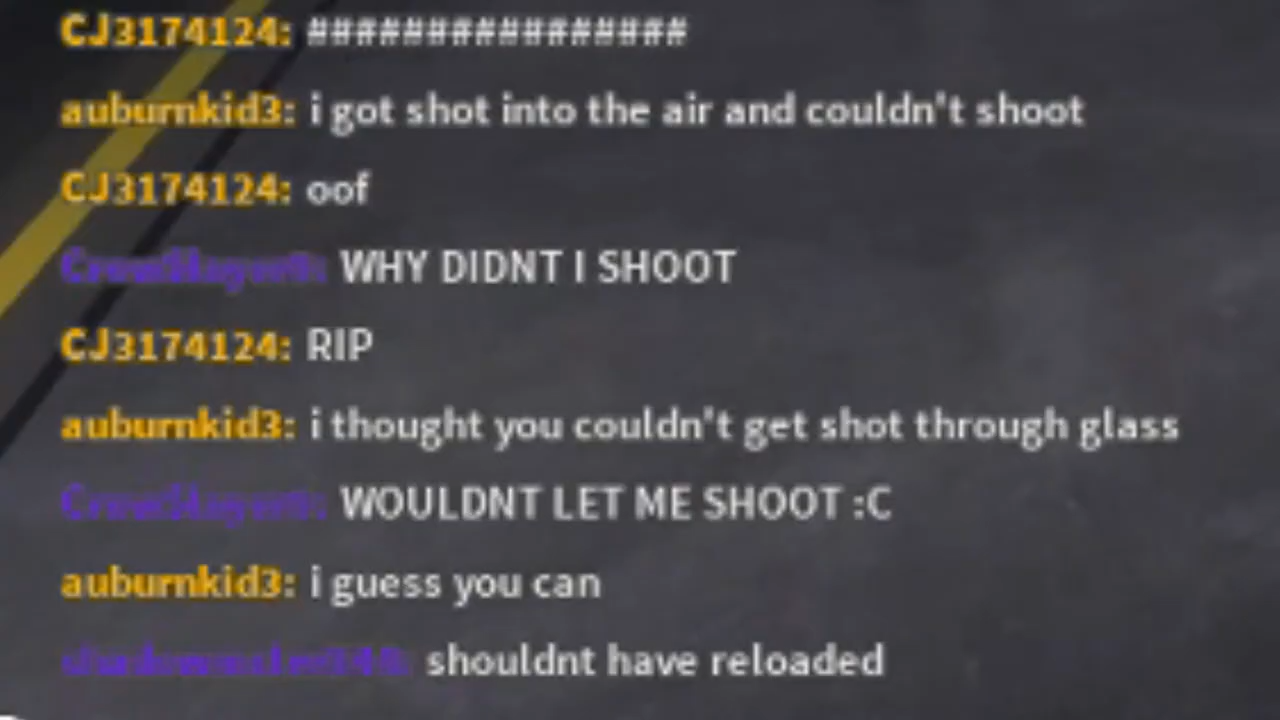 CJ3174124: ################
auburnkid3: i got shot into the air and couldn't shoot
CJ3174124: oof
WHY DIDNT I SHOOT
CJ3174124: RIP
auburnkid3: i thought you couldn't get shot through glass
WOULDNT LET ME SHOOT :C
auburnkid3: i guess you can
shouldnt have reloaded